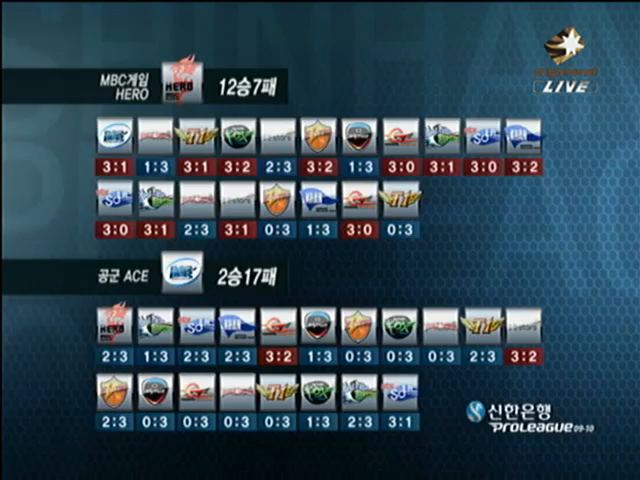 LIVE
MBC게임
HERO
HERO
12승7패
3:1 1:3 3:1 3:2 2:3 3:2 1:3 3:0 3:1 3:0 3:2
3:0 3:1 2:3 3:1 0:3 1:3 3:0 0:3
공군 ACE
2승17패
2:3 1:3 2:3 2:3 3:2 1:3 0:3 0:3 0:3 2:3 3:2
2:3 0:3 0:3 0:3 0:3 1:3 2:3 3:1
신한은행
PROLEAGUE 09-10